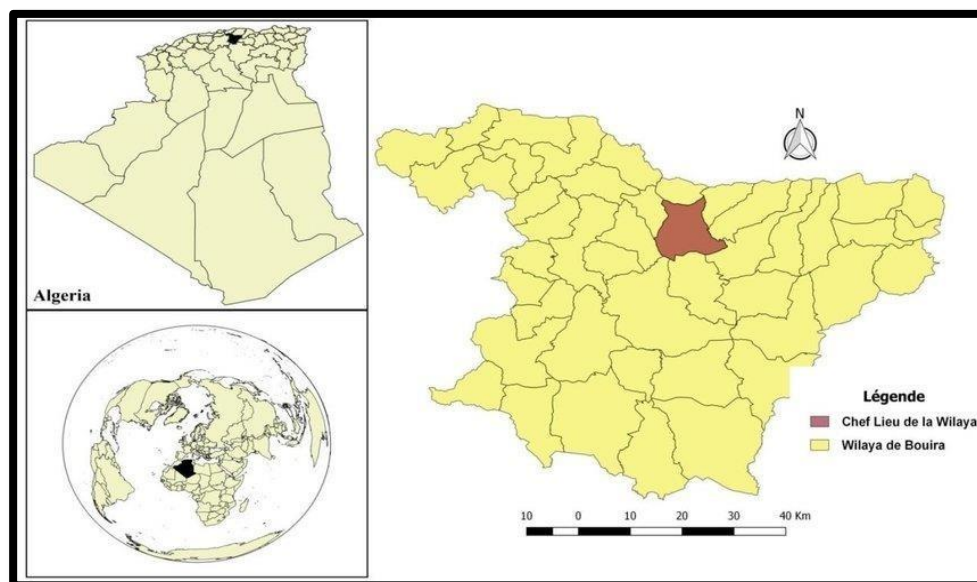 Algeria
N
Légende
Chef Lieu de la Wilaya
Wilaya de Bouira
10 0 10 20 30 40 Km